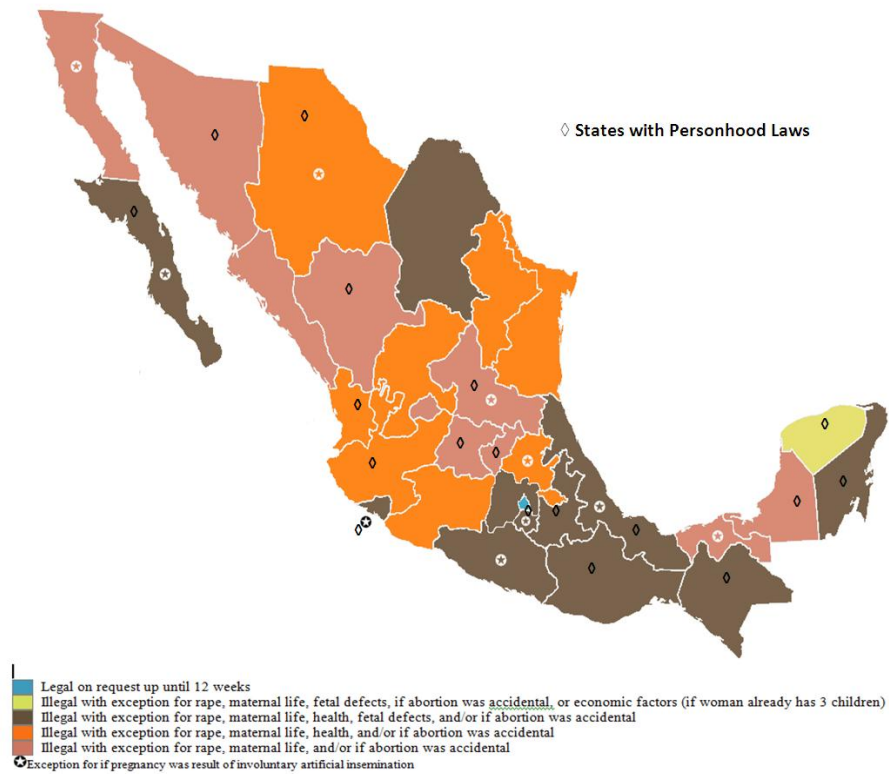 ◊ States with Personhood Laws
Legal on request up until 12 weeks
Illegal with exception for rape, maternal life, fetal defects, if abortion was accidental, or economic factors (if woman already has 3 children)
Illegal with exception for rape, maternal life, health, fetal defects, and/or if abortion was accidental
Illegal with exception for rape, maternal life, health, and/or if abortion was accidental
Illegal with exception for rape, maternal life, and/or if abortion was accidental
✪Exception for if pregnancy was result of involuntary artificial insemination